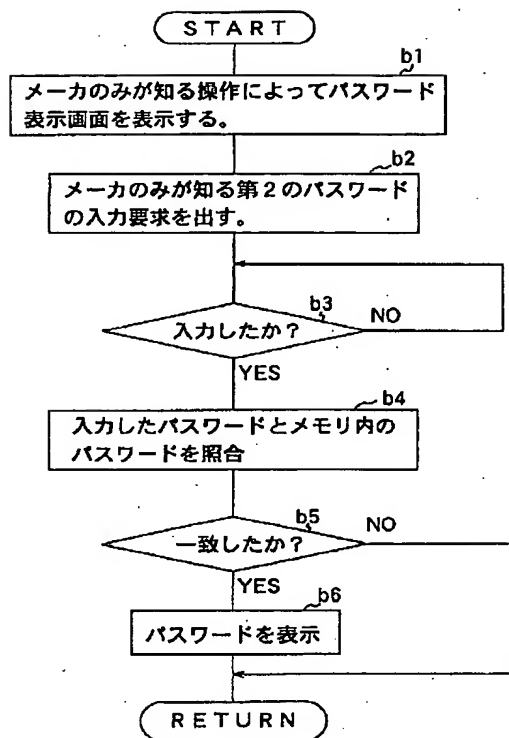 START
b1
メーカのみが知る操作によってパスワード
表示画面を表示する。
b2
メーカのみが知る第2のパスワード
の入力要求を出す。
b3
入力したか？
NO
YES
b4
入力したパスワードとメモリ内の
パスワードを照合
b5
一致したか？
NO
YES
b6
パスワードを表示
RETURN